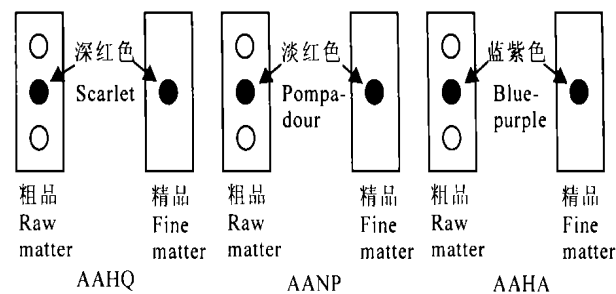 深红色
Scarlet
淡红色
Pompa-
dour
蓝紫色
Blue-
purple
粗品
Raw
matter
精品
Fine
matter
粗品
Raw
matter
精品
Fine
matter
粗品
Raw
matter
精品
Fine
matter
AAHQ
AANP
AAHA